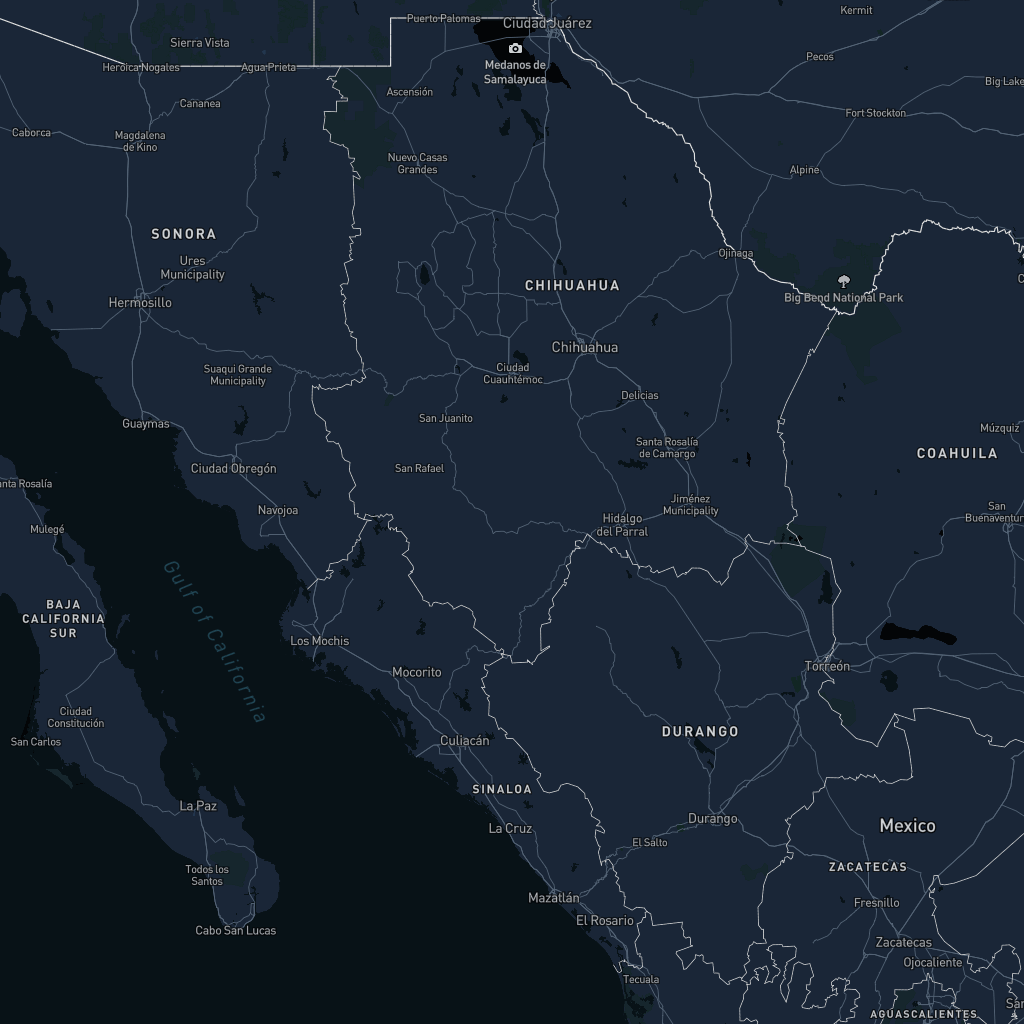 Kermit
Puerto Palomas
Ciudad Juárez
Sierra Vista
Pecos
Medanos de
Samalayuca
Heroica Nogales
Agua Prieta
Big Lake
Ascensión
Cananea
Fort Stockton
Caborca
Magdalena
de Kino
Nuevo Casas
Grandes
Alpine
SONORA
Ojinaga
Ures
Municipality
CHIHUAHUA
Big Bend National Park
Hermosillo
Chihuahua
Suaqui Grande
Municipality
Ciudad
Cuauhtémoc
Delicias
San Juanito
Guaymas
Múzquiz
Santa Rosalía
de Camargo
COAHUILA
Ciudad Obregón
San Rafael
nta Rosalía
Jiménez
Municipality
Navojoa
San
Buenaventur
Hidalgo
del Parral
Mulegé
Gulf of California
BAJA
CALIFORNIA
SUR
Los Mochis
Mocorito
Torreón
Ciudad
Constitución
DURANGO
San Carlos
Culiacán
SINALOA
La Paz
Durango
La Cruz
Mexico
El Salto
ZACATECAS
Todos los
Santos
Mazatlán
Fresnillo
El Rosario
Cabo San Lucas
Zacatecas
Ojocaliente
Tecuala
San
AGUASCALIENTES